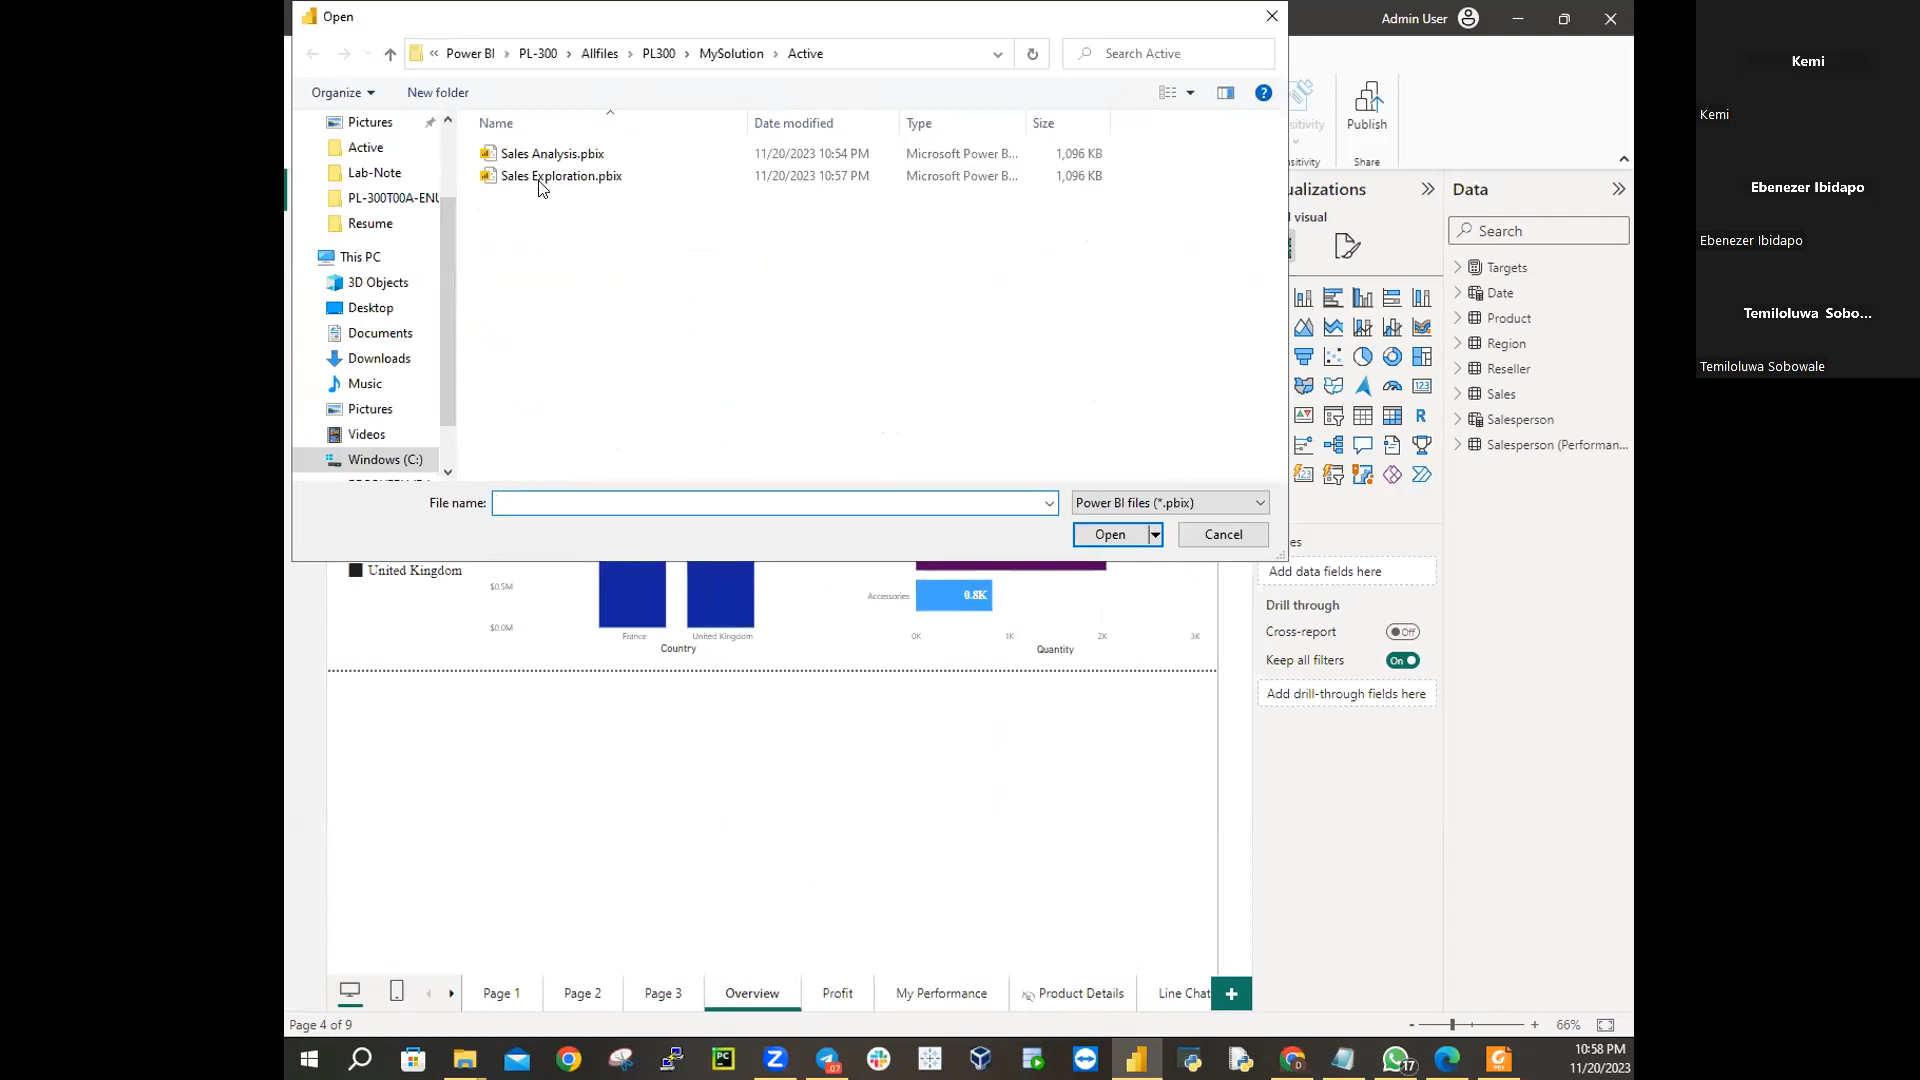 Open
Admin User
Power BI
PL-300
Allfiles
PL300
MySolution
Active
Search Active
Organize
New folder
Pictures
Active
Lab-Note
PL-300T00A-ENU
Resume
This PC
3D Objects
Desktop
Documents
Downloads
Music
Pictures
Videos
Windows (C:)
Name
Date modified
Type
Size
Sales Analysis.pbix
11/20/2023 10:54 PM
Microsoft Power B...
1,096 KB
Sales Exploration.pbix
11/20/2023 10:57 PM
Microsoft Power B...
1,096 KB
File name:
Power BI files (*.pbix)
Open
Cancel
Publish
Share
Data
Search
Targets
Date
Product
Region
Reseller
Sales
Salesperson
Salesperson (Performan...
123
R
123
Add data fields here
Drill through
Cross-report
Off
Keep all filters
On
Add drill-through fields here
United Kingdom
$0.5M
$0.0M
France
United Kingdom
Country
Accessories
0.8K
0K
1K
2K
3K
Quantity
Page 1
Page 2
Page 3
Overview
Profit
My Performance
Product Details
Line Chat
Page 4 of 9
66%
10:58 PM
11/20/2023
Kemi
Kemi
Ebenezer Ibidapo
Ebenezer Ibidapo
Temiloluwa Sobo...
Temiloluwa Sobowale